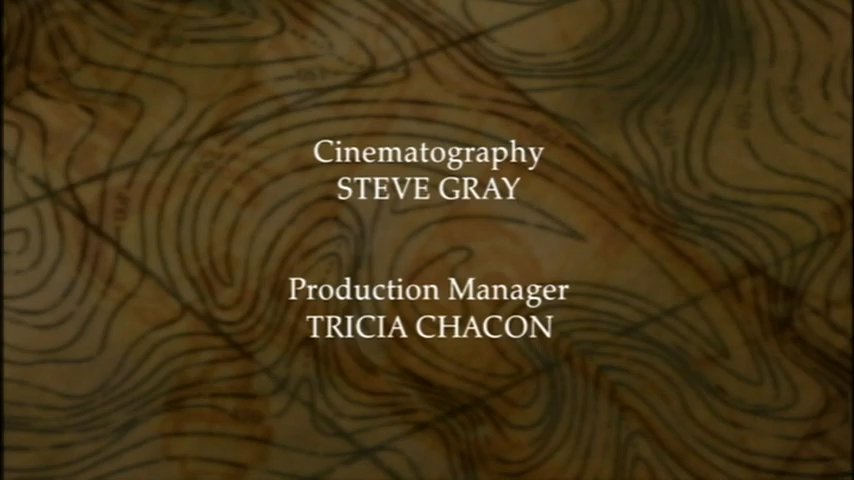 Cinematography
STEVE GRAY
Production Manager
TRICIA CHACON